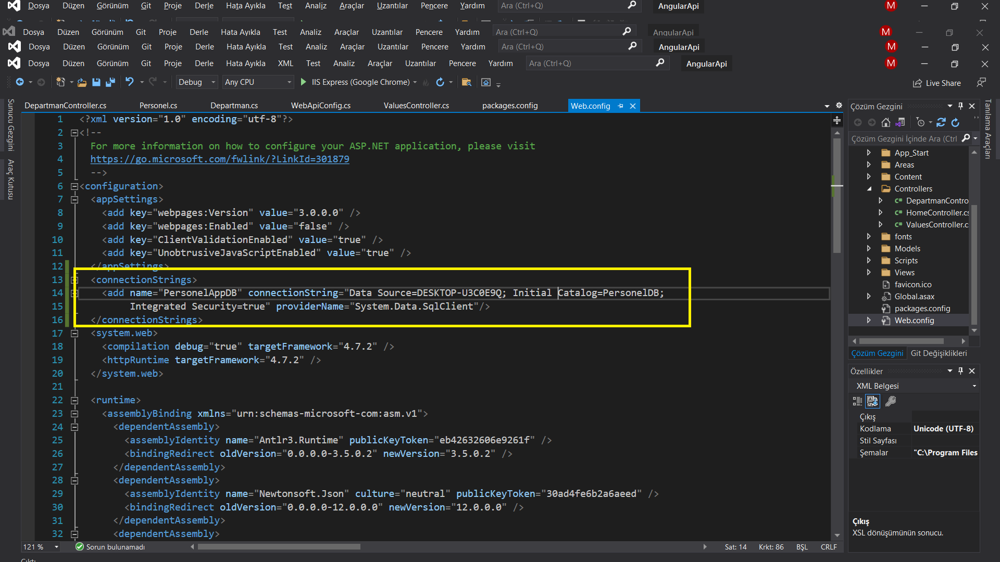 Dosya Düzen Görünüm Git Proje Derle Hata Ayıkla Test Analiz Araçlar Uzantılar Pencere Yardım Ara (Ctrl+Q) AngularApi M
Dosya Düzen Görünüm Git Proje Derle Hata Ayıkla Test Analiz Araçlar Uzantılar Pencere Yardım Ara (Ctrl+Q) AngularApi M
Dosya Düzen Görünüm Git Proje Derle Hata Ayıkla Test Analiz Araçlar Uzantılar Pencere Yardım Ara (Ctrl+Q) AngularApi M
Dosya Düzen Görünüm Git Proje Derle Hata Ayıkla XML Test Analiz Araçlar Uzantılar Pencere Yardım Ara (Ctrl+Q) AngularApi M
Debug Any CPU IIS Express (Google Chrome) Live Share
Sunucu Gezgini
Araç Kutusu
DepartmanController.cs Personel.cs Departman.cs WebApiConfig.cs ValuesController.cs packages.config Web.config
1 <?xml version="1.0" encoding="utf-8"?>
2 <!--
3 For more information on how to configure your ASP.NET application, please visit
4 https://go.microsoft.com/fwlink/?LinkId=301879
5 -->
6 <configuration>
7 <appSettings>
8 <add key="webpages:Version" value="3.0.0.0" />
9 <add key="webpages:Enabled" value="false" />
10 <add key="ClientValidationEnabled" value="true" />
11 <add key="UnobtrusiveJavaScriptEnabled" value="true" />
12 </appSettings>
13 <connectionStrings>
14 <add name="PersonelAppDB" connectionString="Data Source=DESKTOP-U3C0E9Q; Initial Catalog=PersonelDB;
15 Integrated Security=true" providerName="System.Data.SqlClient"/>
16 </connectionStrings>
17 <system.web>
18 <compilation debug="true" targetFramework="4.7.2" />
19 <httpRuntime targetFramework="4.7.2" />
20 </system.web>
21
22 <runtime>
23 <assemblyBinding xmlns="urn:schemas-microsoft-com:asm.v1">
24 <dependentAssembly>
25 <assemblyIdentity name="Antlr3.Runtime" publicKeyToken="eb42632606e9261f" />
26 <bindingRedirect oldVersion="0.0.0.0-3.5.0.2" newVersion="3.5.0.2" />
27 </dependentAssembly>
28 <dependentAssembly>
29 <assemblyIdentity name="Newtonsoft.Json" culture="neutral" publicKeyToken="30ad4fe6b2a6aeed" />
30 <bindingRedirect oldVersion="0.0.0.0-12.0.0.0" newVersion="12.0.0.0" />
31 </dependentAssembly>
32 <dependentAssembly>
121 % Sorun bulunamadı Sat: 14 Krkt: 86 BŞL CRLF
Çözüm Gezgini
Çözüm Gezgini İçinde Ara (Ctrl
App_Start
Areas
Content
Controllers
C# DepartmanContro
C# HomeController.cs
C# ValuesController.c
fonts
Models
Scripts
Views
favicon.ico
Global.asax
packages.config
Web.config
Çözüm Gezgini Git Değişiklikleri
Özellikler
XML Belgesi
Çıkış
Kodlama Unicode (UTF-8)
Stil Sayfası
Şemalar "C:\Program Files
Çıkış
XSL dönüşümünün sonucu.
Tanılama Araçları